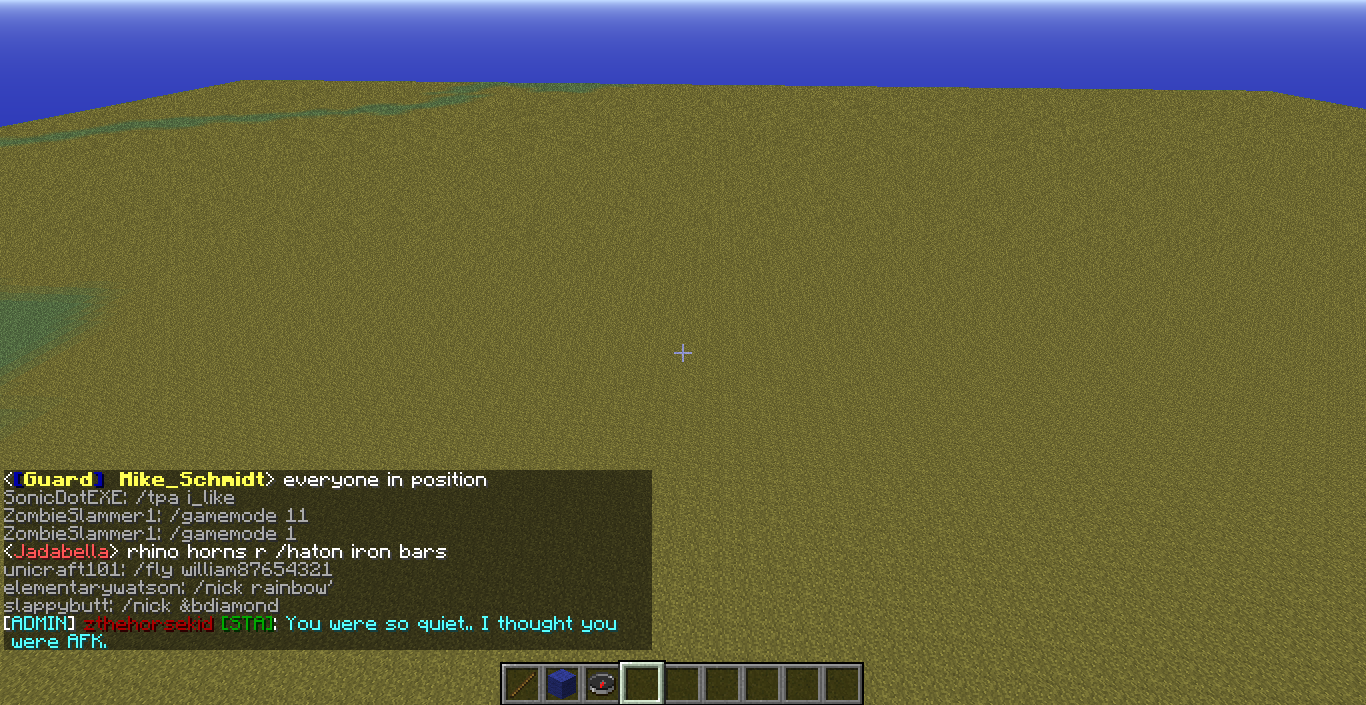 <[Guard] Mike_Schmidt> everyone in position
SonicDotEXE: /tpa i_like
ZombieSlammer1: /gamemode 11
ZombieSlammer1: /gamemode 1
<Jadabella> rhino horns r /haton iron bars
unicraft101: /fly william87654321
elementarywatson: /nick rainbow'
slappybutt: /nick &bdiamond
[ADMIN] zthehorsekid [STA]: You were so quiet.. I thought you
were AFK.